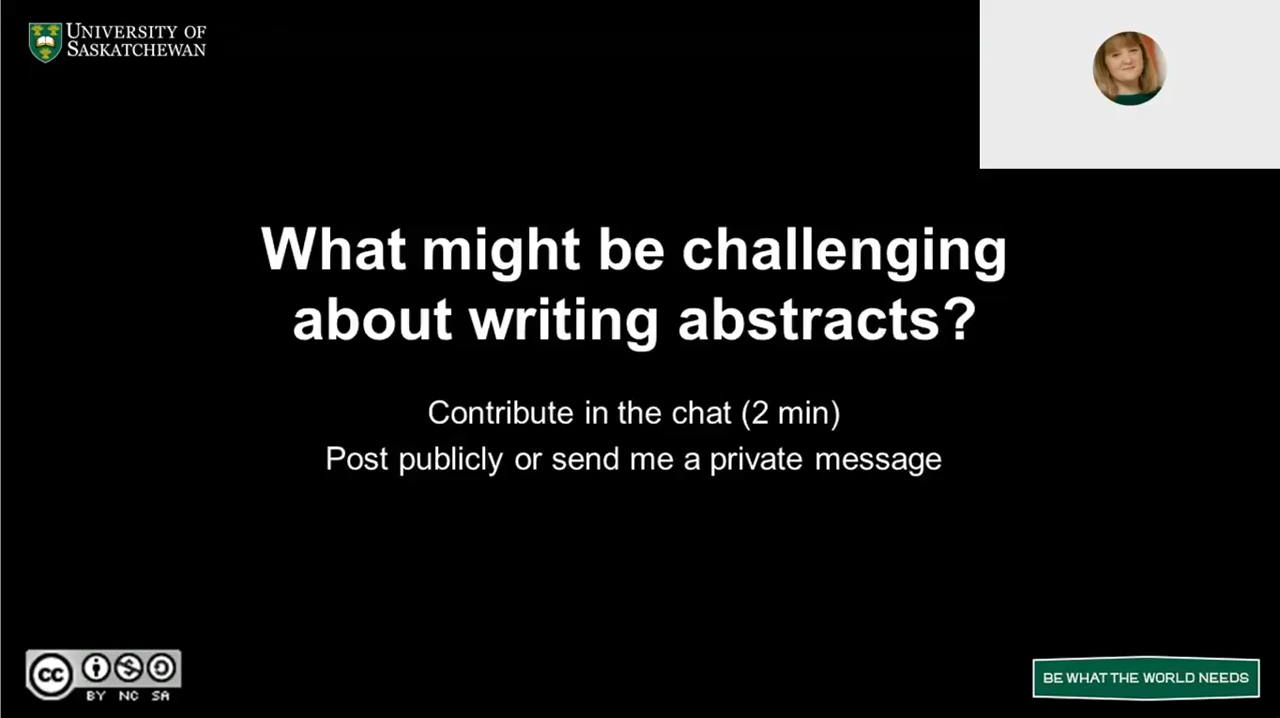 UNIVERSITY OF
SASKATCHEWAN
What might be challenging
about writing abstracts?
Contribute in the chat (2 min)
Post publicly or send me a private message
cc
BY NC SA
BE WHAT THE WORLD NEEDS